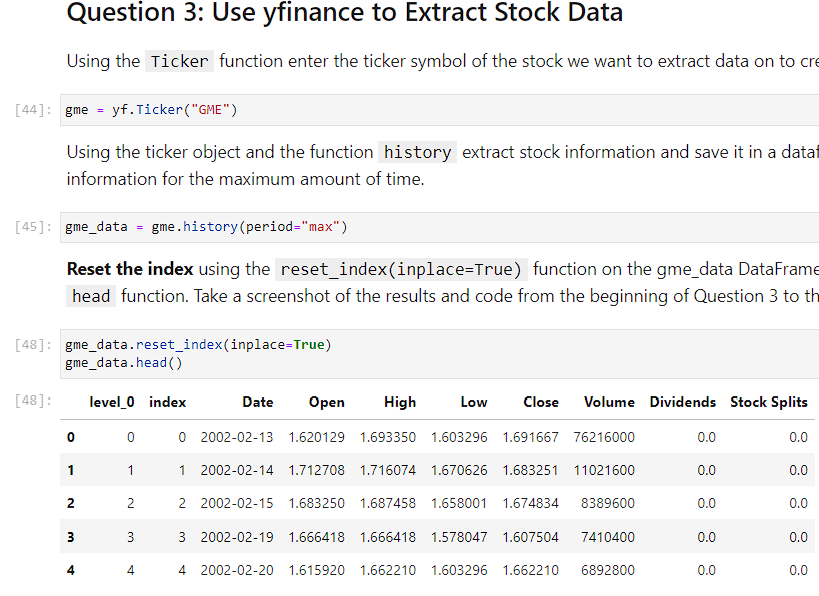 Question 3: Use yfinance to Extract Stock Data
Using the Ticker function enter the ticker symbol of the stock we want to extract data on to cre
[44]: gme = yf.Ticker("GME")
Using the ticker object and the function history extract stock information and save it in a dataf
information for the maximum amount of time.
[45]: gme_data = gme.history(period="max")
Reset the index using the reset_index(inplace=True) function on the gme_data DataFrame
head function. Take a screenshot of the results and code from the beginning of Question 3 to th
[48]: gme_data.reset_index(inplace=True)
gme_data.head()
[48]: level_0 index Date Open High Low Close Volume Dividends Stock Splits
0 0 0 2002-02-13 1.620129 1.693350 1.603296 1.691667 76216000 0.0 0.0
1 1 1 2002-02-14 1.712708 1.716074 1.670626 1.683251 11021600 0.0 0.0
2 2 2 2002-02-15 1.683250 1.687458 1.658001 1.674834 8389600 0.0 0.0
3 3 3 2002-02-19 1.666418 1.666418 1.578047 1.607504 7410400 0.0 0.0
4 4 4 2002-02-20 1.615920 1.662210 1.603296 1.662210 6892800 0.0 0.0